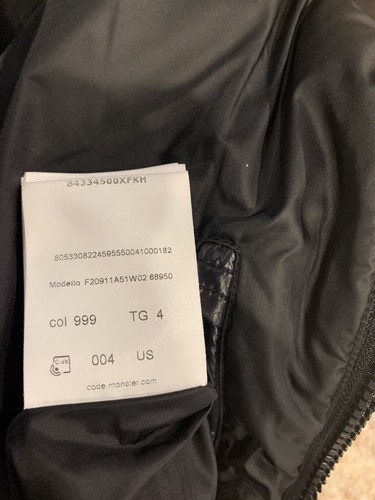 84334500XFKH
8053308224595550041000182
Modello F20911A51W02 68950
col 999 TG 4
004 US
code.moncler.com